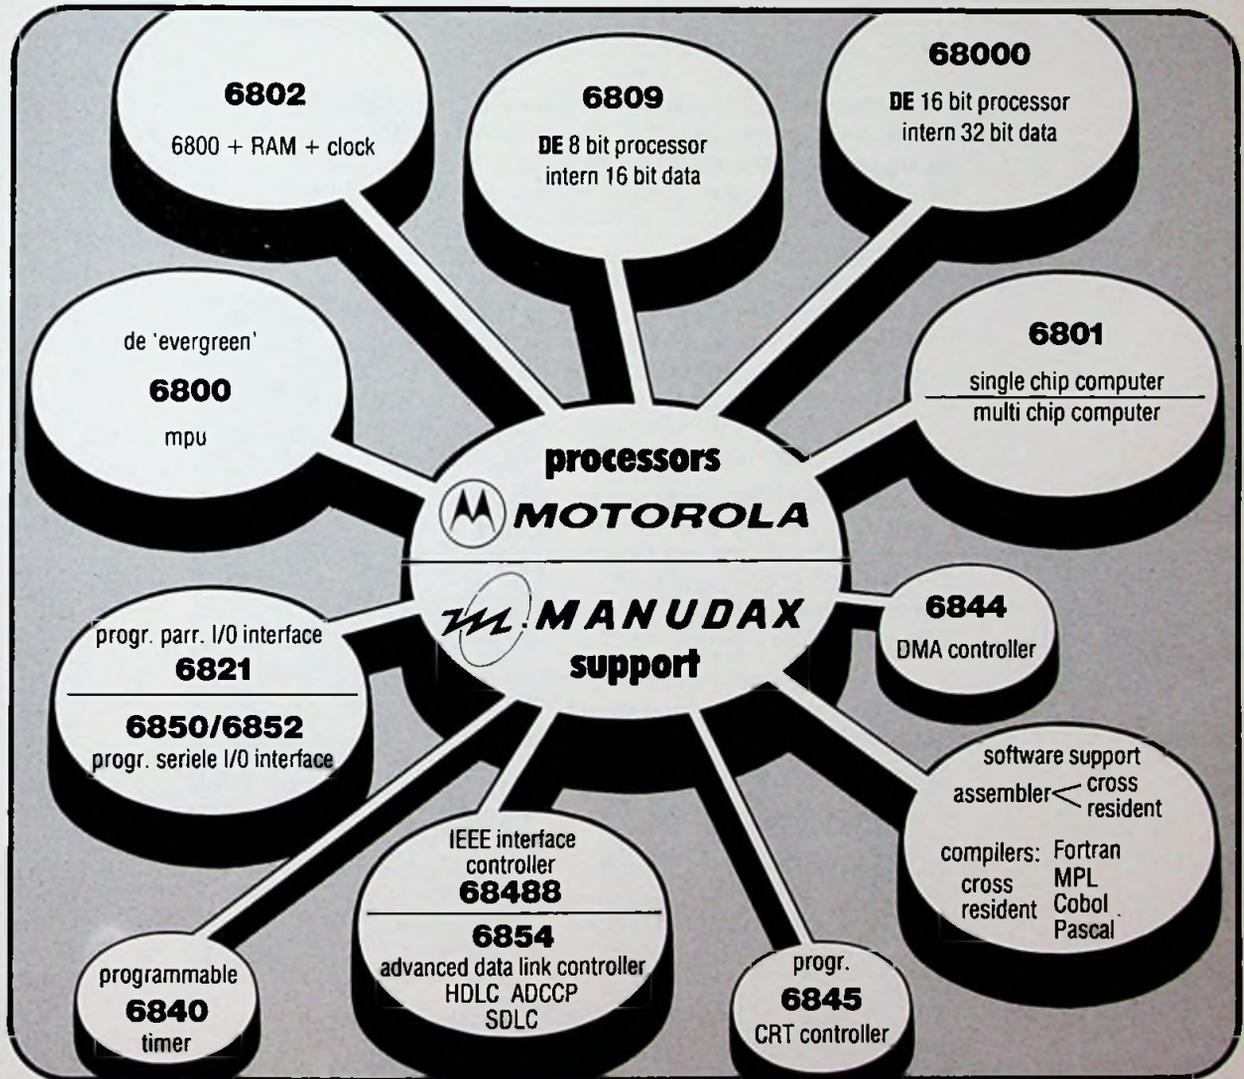 6802
6800 + RAM + clock
6809
DE 8 bit processor
intern 16 bit data
68000
DE 16 bit processor
intern 32 bit data
de 'evergreen'
6800
mpu
6801
single chip computer
multi chip computer
processors
MOTOROLA
MANUDAX
support
progr. parr. I/0 interface
6821
6850/6852
progr. seriele I/0 interface
6844
DMA controller
software support
assembler cross
resident
compilers: Fortran
cross MPL
resident Cobol
Pascal
IEEE interface
controller
68488
6854
advanced data link controller
HDLC ADCCP
SDLC
programmable
6840
timer
progr.
6845
CRT controller